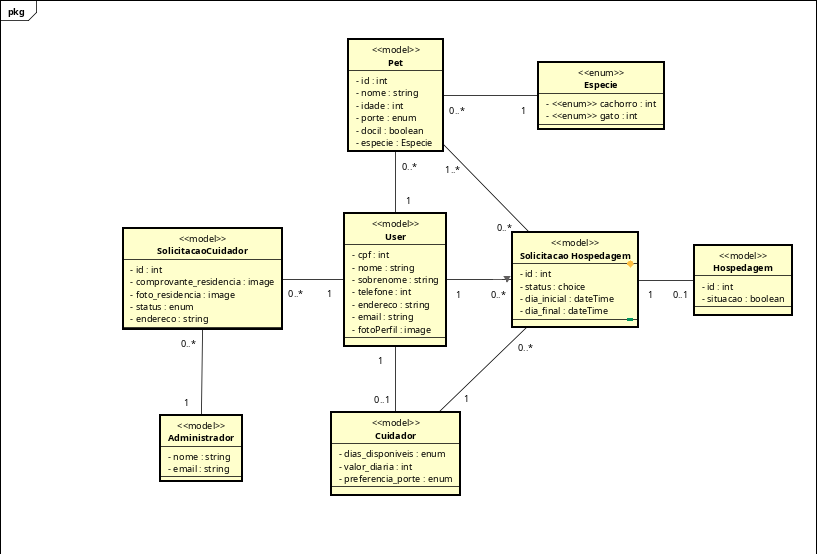 pkg
<<model>>
Pet
- id : int
- nome : string
- idade : int
- porte : enum
- docil : boolean
- especie : Especie
<<enum>>
Especie
- <<enum>> cachorro : int
- <<enum>> gato : int
0..*
1
0..*
1
1..*
0..*
<<model>>
SolicitacaoCuidador
- id : int
- comprovante_residencia : image
- foto_residencia : image
- status : enum
- endereco : string
0..*
1
<<model>>
User
- cpf : int
- nome : string
- sobrenome : string
- telefone : int
- endereco : string
- email : string
- fotoPerfil : image
1
0..*
<<model>>
Solicitacao Hospedagem
- id : int
- status : choice
- dia_inicial : dateTime
- dia_final : dateTime
1
0..1
<<model>>
Hospedagem
- id : int
- situacao : boolean
0..*
1
1
0..1
0..*
1
<<model>>
Administrador
- nome : string
- email : string
<<model>>
Cuidador
- dias_disponiveis : enum
- valor_diaria : int
- preferencia_porte : enum